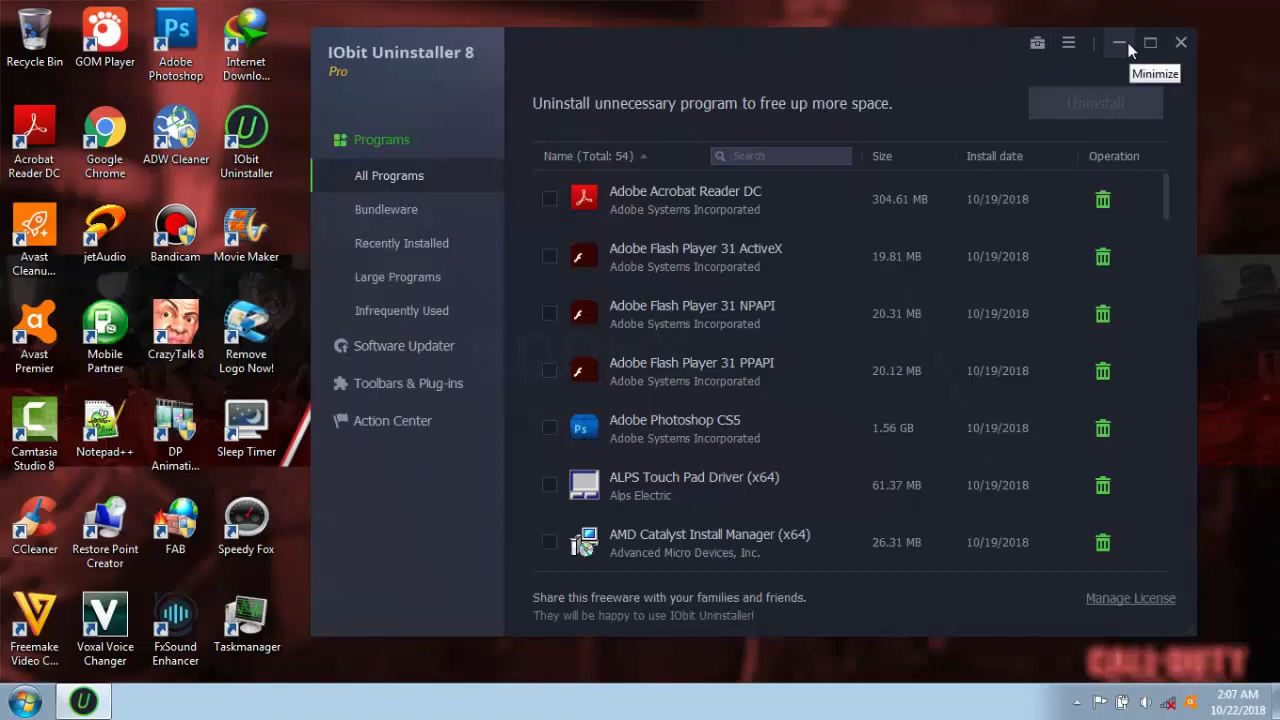 Recycle Bin
GOM Player
Adobe
Photoshop
Internet
Downlo...
Acrobat
Reader DC
Google
Chrome
ADW Cleaner
IObit
Uninstaller
Avast
Cleanu...
jetAudio
Bandicam
Movie Maker
Avast
Premier
Mobile
Partner
CrazyTalk 8
Remove
Logo Now!
Camtasia
Studio 8
Notepad++
DP
Animati...
Sleep Timer
CCleaner
Restore Point
Creator
FAB
Speedy Fox
Freemake
Video C...
Voxal Voice
Changer
FxSound
Enhancer
Taskmanager
IObit Uninstaller 8
Pro
Programs
All Programs
Bundleware
Recently Installed
Large Programs
Infrequently Used
Software Updater
Toolbars & Plug-ins
Action Center
Minimize
Uninstall unnecessary program to free up more space.
Uninstall
Name (Total: 54)
Search
Size
Install date
Operation
Adobe Acrobat Reader DC
Adobe Systems Incorporated
304.61 MB
10/19/2018
Adobe Flash Player 31 ActiveX
Adobe Systems Incorporated
19.81 MB
10/19/2018
Adobe Flash Player 31 NPAPI
Adobe Systems Incorporated
20.31 MB
10/19/2018
Adobe Flash Player 31 PPAPI
Adobe Systems Incorporated
20.12 MB
10/19/2018
Adobe Photoshop CS5
Adobe Systems Incorporated
1.56 GB
10/19/2018
ALPS Touch Pad Driver (x64)
Alps Electric
61.37 MB
10/19/2018
AMD Catalyst Install Manager (x64)
Advanced Micro Devices, Inc.
26.31 MB
10/19/2018
Share this freeware with your families and friends.
They will be happy to use IObit Uninstaller!
Manage License
CALL·DUTY
2:07 AM
10/22/2018